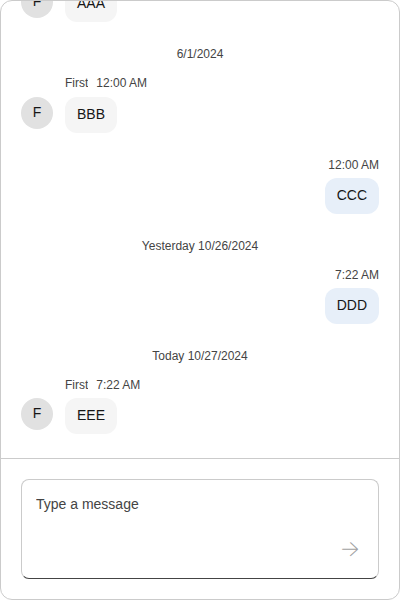 F AAA
6/1/2024
First 12:00 AM
F BBB
12:00 AM
CCC
Yesterday 10/26/2024
7:22 AM
DDD
Today 10/27/2024
First 7:22 AM
F EEE
Type a message